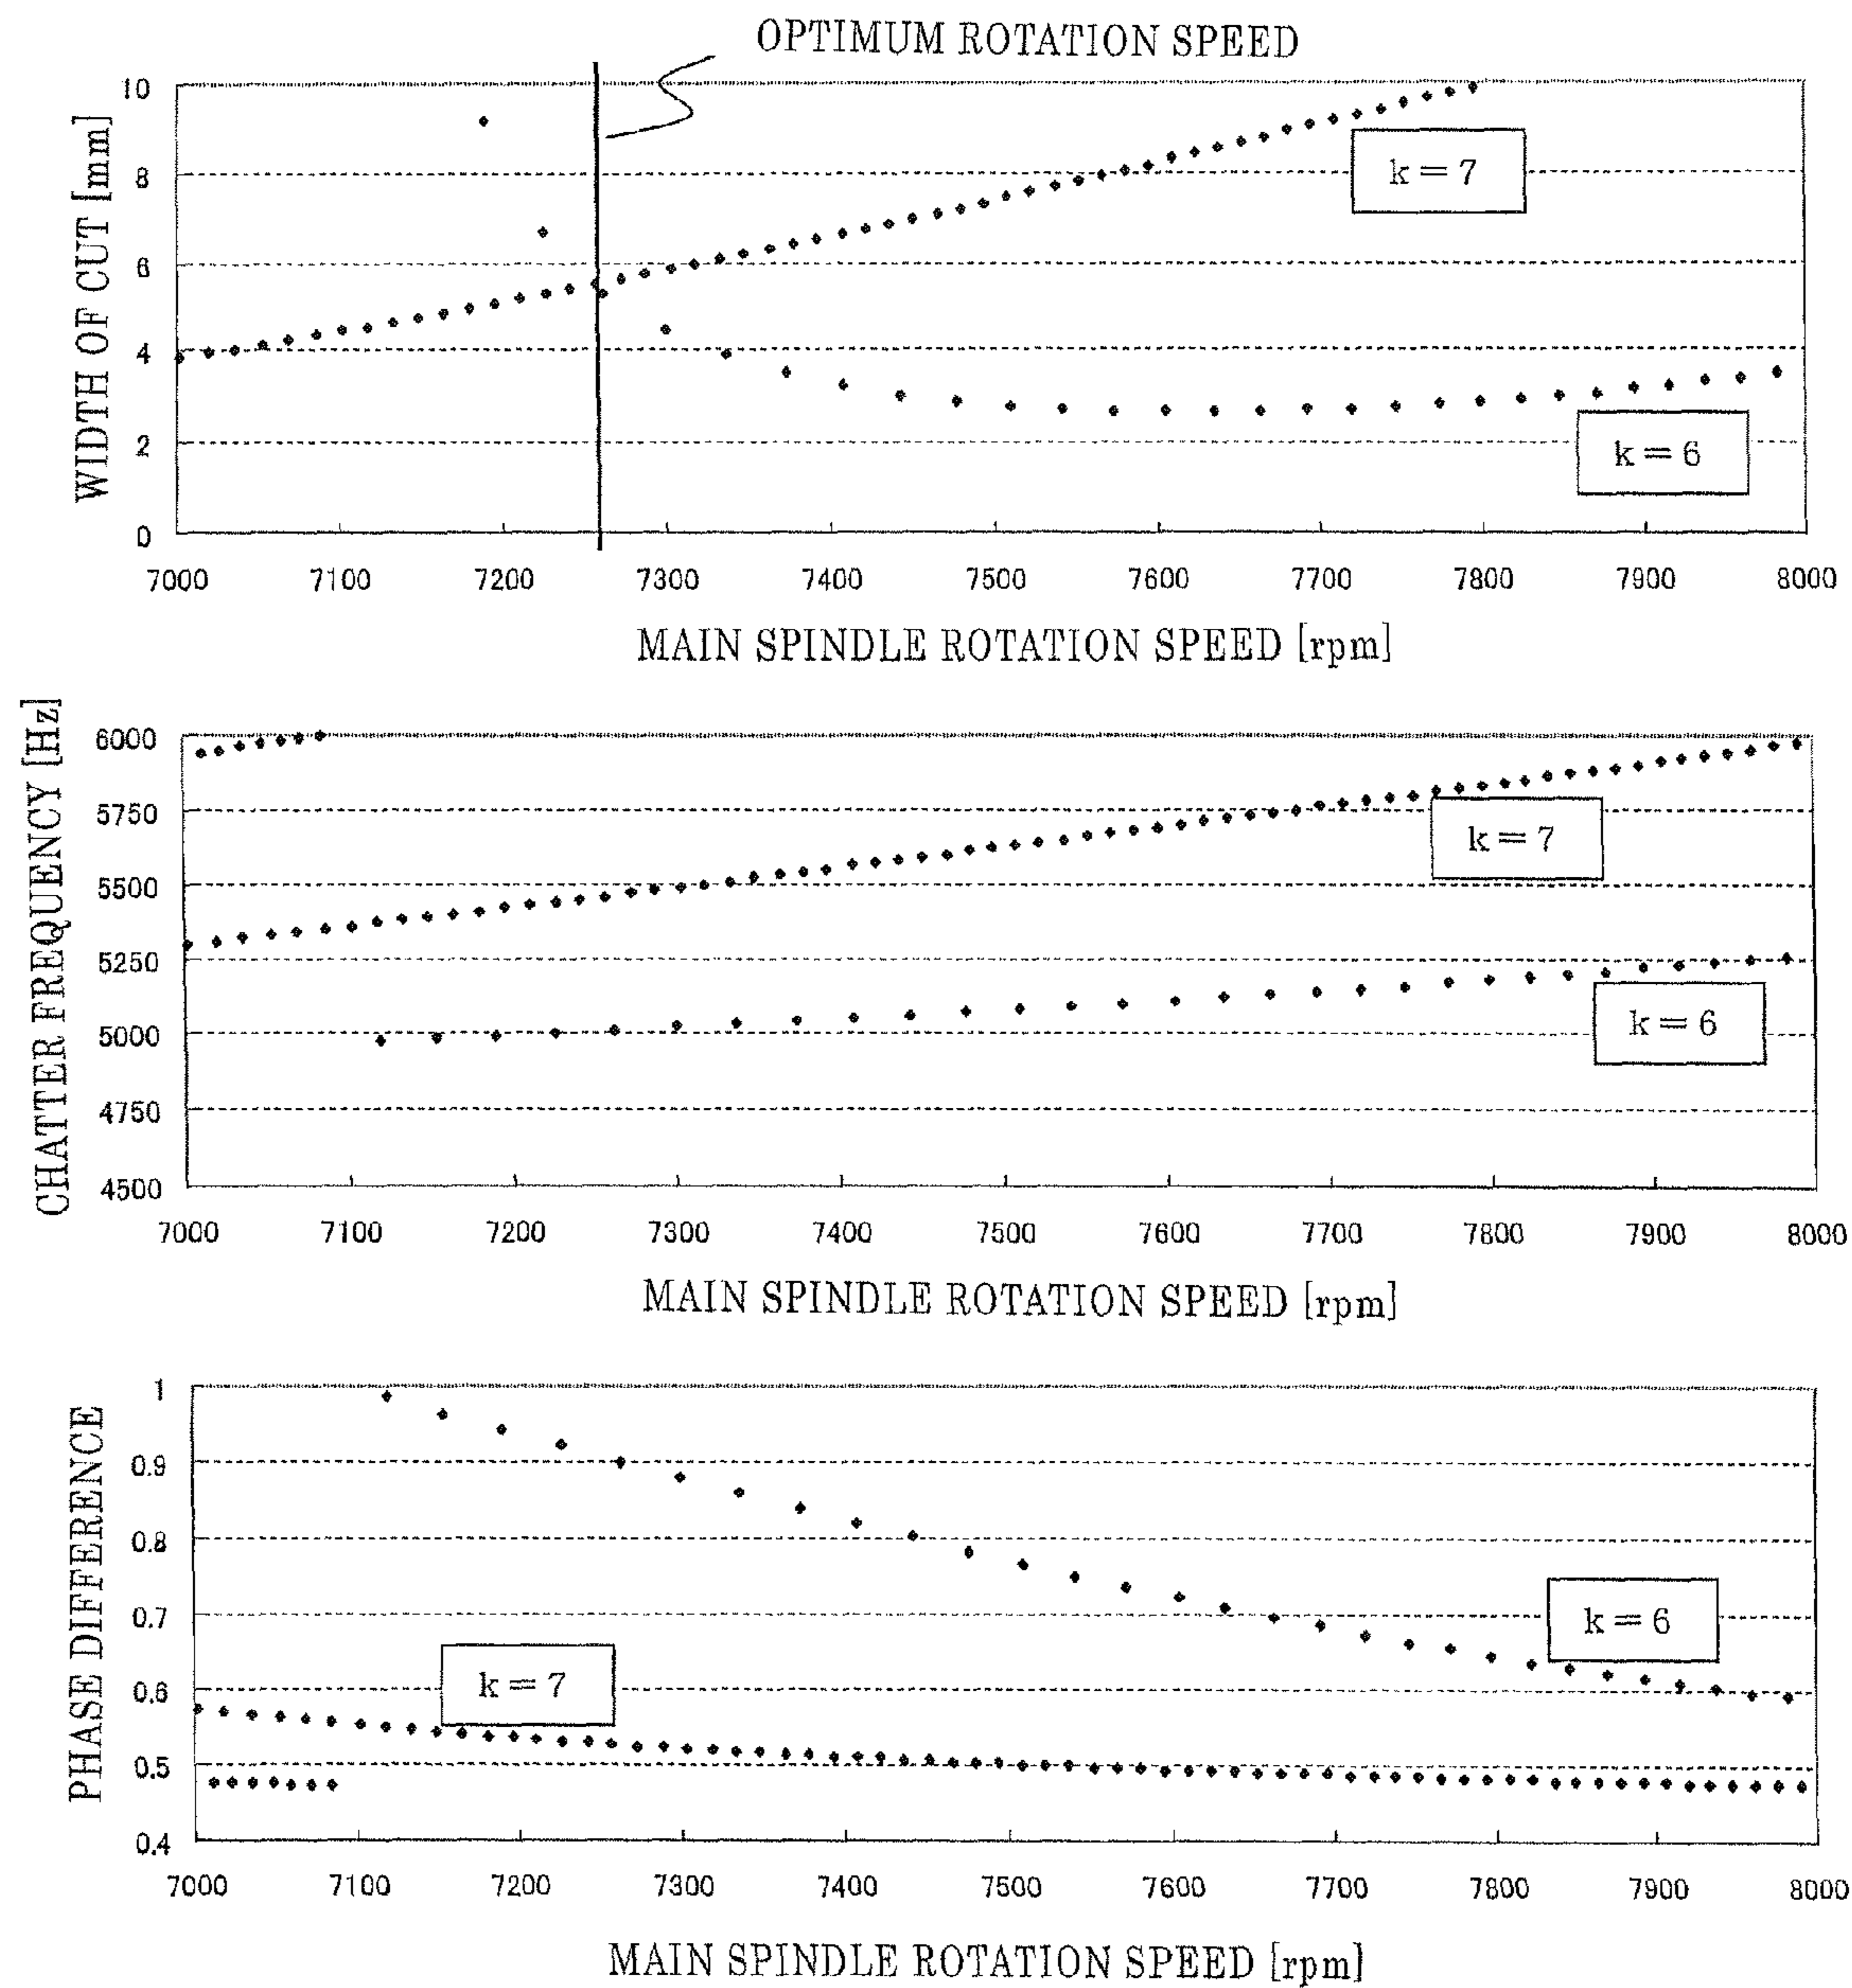 OPTIMUM ROTATION SPEED
WIDTH OF CUT [mm]
10
8
6
4
2
0
k = 7
k = 6
7000 7100 7200 7300 7400 7500 7600 7700 7800 7900 8000
MAIN SPINDLE ROTATION SPEED [rpm]
CHATTER FREQUENCY [Hz]
6000
5750
5500
5250
5000
4750
4500
k = 7
k = 6
7000 7100 7200 7300 7400 7500 7600 7700 7800 7900 8000
MAIN SPINDLE ROTATION SPEED [rpm]
PHASE DIFFERENCE
1
0.9
0.8
0.7
0.6
0.5
0.4
k = 6
k = 7
7000 7100 7200 7300 7400 7500 7600 7700 7800 7900 8000
MAIN SPINDLE ROTATION SPEED [rpm]